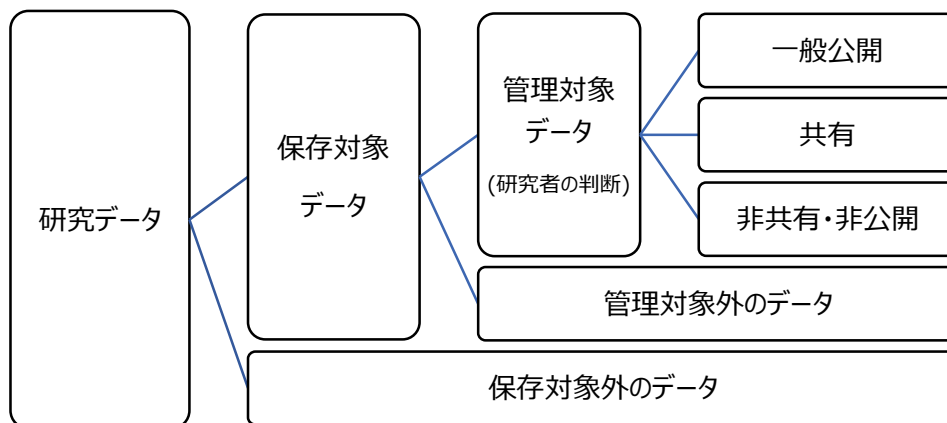 研究データ
保存対象
データ
管理対象
データ
(研究者の判断)
一般公開
共有
非共有・非公開
管理対象外のデータ
保存対象外のデータ